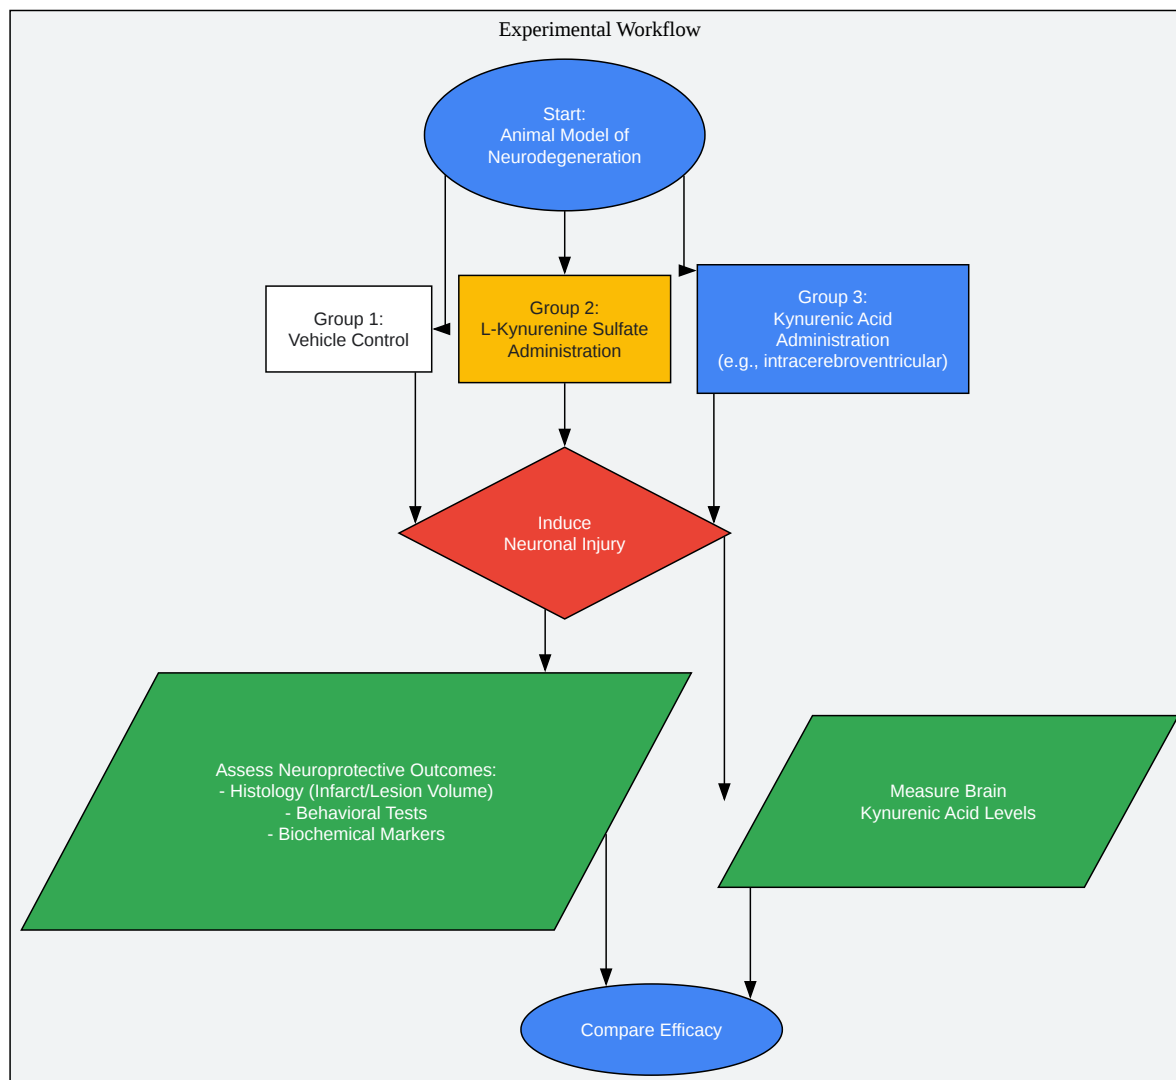 Experimental Workflow
Start:
Animal Model of
Neurodegeneration
Group 1:
Vehicle Control
Group 2:
L-Kynurenine Sulfate
Administration
Group 3:
Kynurenic Acid
Administration
(e.g., intracerebroventricular)
Induce
Neuronal Injury
Assess Neuroprotective Outcomes:
- Histology (Infarct/Lesion Volume)
- Behavioral Tests
- Biochemical Markers
Measure Brain
Kynurenic Acid Levels
Compare Efficacy